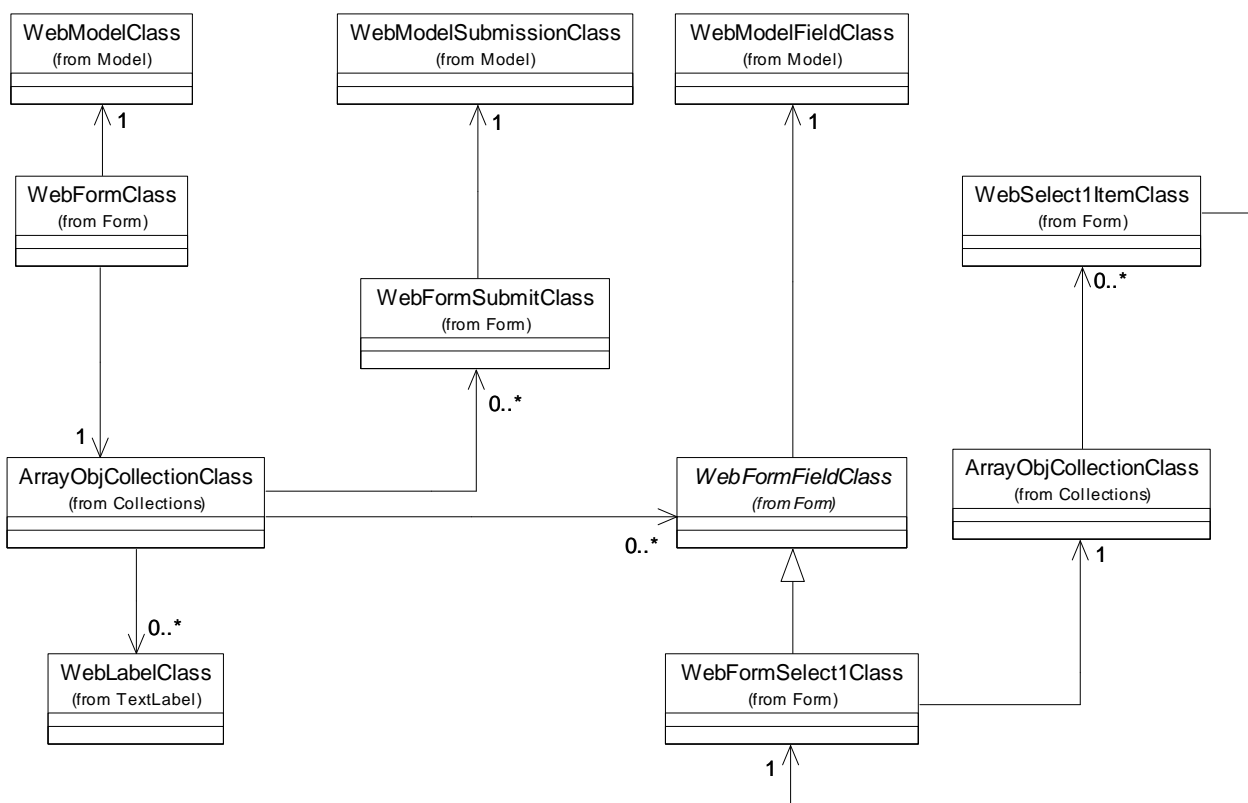 WebModelClass
(from Model)
WebModelSubmissionClass
(from Model)
WebModelFieldClass
(from Model)
1
1
1
WebFormClass
(from Form)
WebSelect1ItemClass
(from Form)
0..*
WebFormSubmitClass
(from Form)
0..*
1
ArrayObjCollectionClass
(from Collections)
WebFormFieldClass
(from Form)
ArrayObjCollectionClass
(from Collections)
0..*
1
0..*
WebLabelClass
(from TextLabel)
WebFormSelect1Class
(from Form)
1